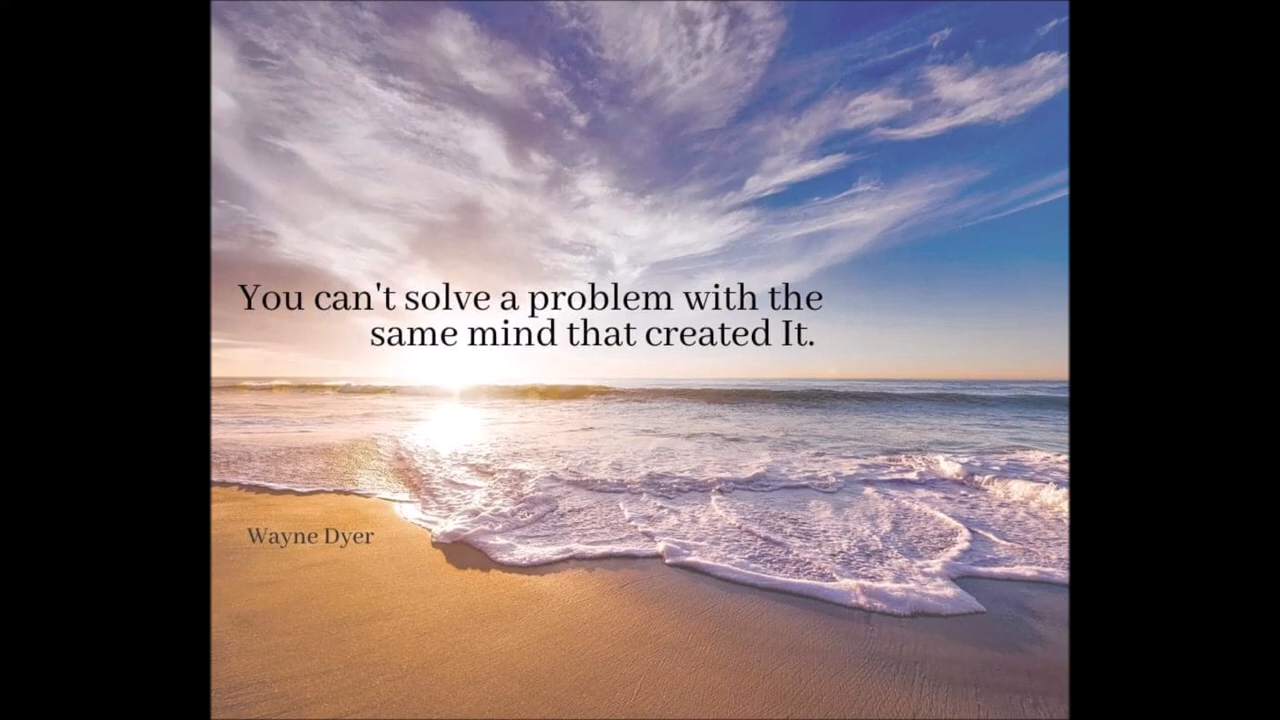 You can't solve a problem with the
same mind that created It.
Wayne Dyer